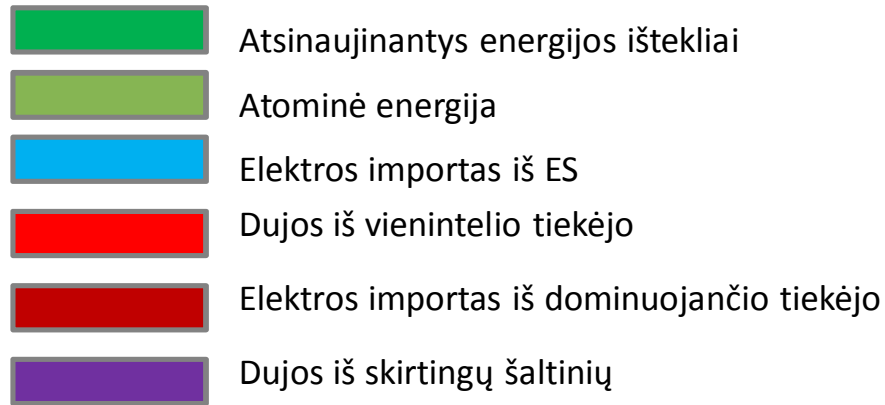 Atsinaujinantys energijos ištekliai
Atominė energija
Elektros importas iš ES
Dujos iš vienintelio tiekėjo
Elektros importas iš dominuojančio tiekėjo
Dujos iš skirtingų šaltinių